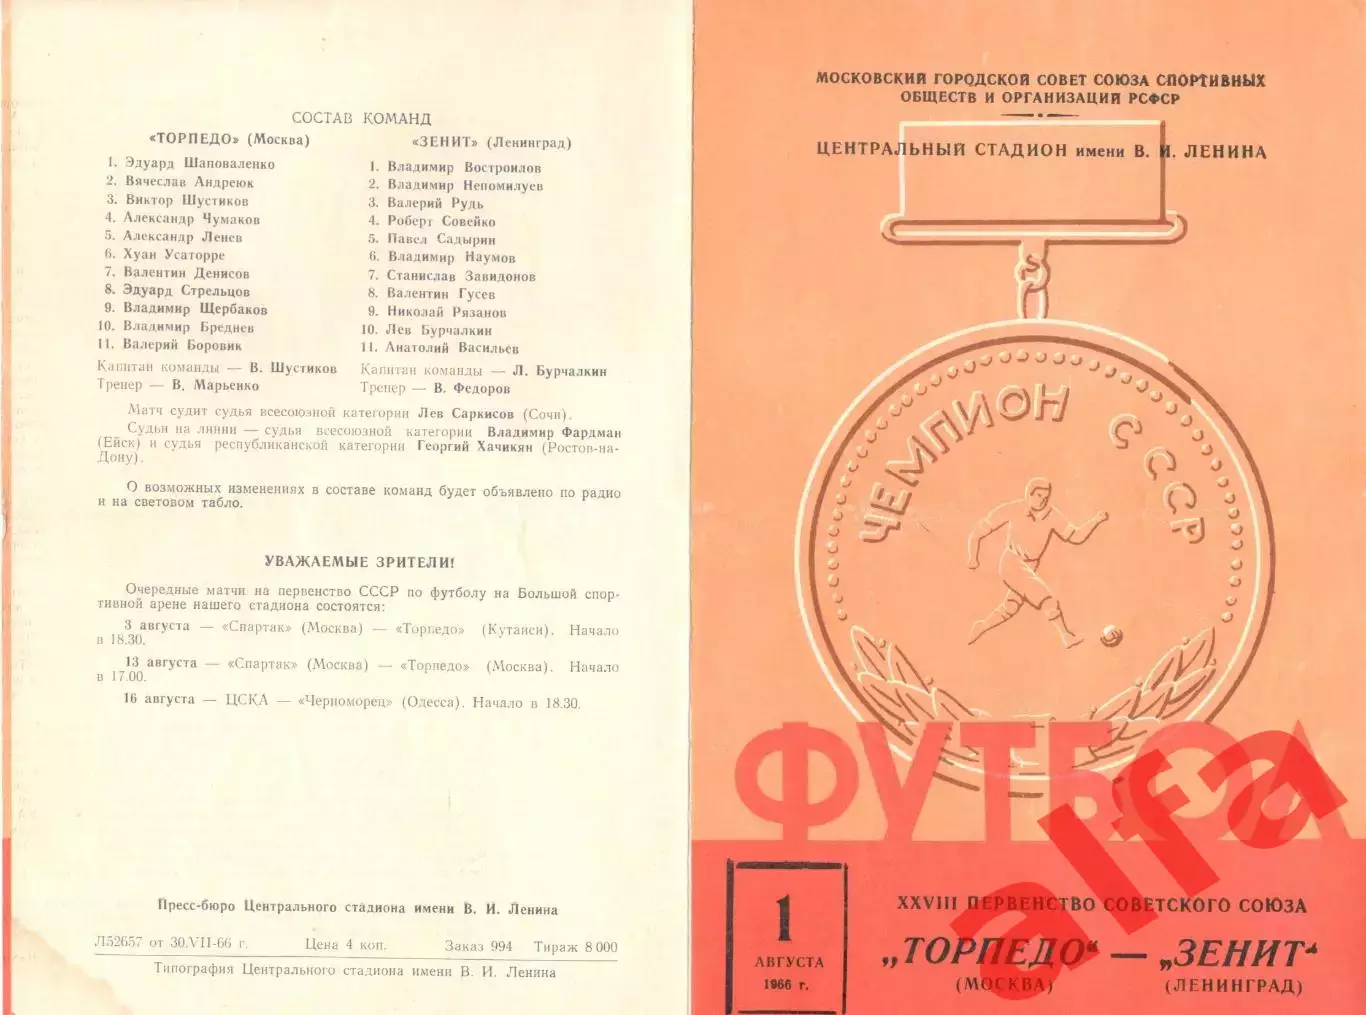 СОСТАВ КОМАНД
«ТОРПЕДО» (Москва)
1. Эдуард Шаповаленко
2. Вячеслав Андреюк
3. Виктор Шустиков
4. Александр Чумаков
5. Александр Ленев
6. Хуан Усаторре
7. Валентин Денисов
8. Эдуард Стрельцов
9. Владимир Щербаков
10. Владимир Бреднев
11. Валерий Боровик
Капитан команды — В. Шустиков
Тренер — В. Марьенко
«ЗЕНИТ» (Ленинград)
1. Владимир Востроилов
2. Владимир Непомилуев
3. Валерий Рудь
4. Роберт Совейко
5. Павел Садырин
6. Владимир Наумов
7. Станислав Завидонов
8. Валентин Гусев
9. Николай Рязанов
10. Лев Бурчалкин
11. Анатолий Васильев
Капитан команды — Л. Бурчалкин
Тренер — В. Федоров
Матч судит судья всесоюзной категории Лев Саркисов (Сочи).
Судьи на линии — судья всесоюзной категории Владимир Фардман
(Ейск) и судья республиканской категории Георгий Хачикян (Ростов-на-
Дону).
О возможных изменениях в составе команд будет объявлено по радио
и на световом табло.
УВАЖАЕМЫЕ ЗРИТЕЛИ!
Очередные матчи на первенство СССР по футболу на Большой спор-
тивной арене нашего стадиона состоятся:
3 августа — «Спартак» (Москва) — «Торпедо» (Кутаиси). Начало
в 18.30.
13 августа — «Спартак» (Москва) — «Торпедо» (Москва). Начало
в 17.00.
16 августа — ЦСКА — «Черноморец» (Одесса). Начало в 18.30.
Пресс-бюро Центрального стадиона имени В. И. Ленина
Л52657 от 30.VII-66 г. Цена 4 коп. Заказ 994 Тираж 8 000
Типография Центрального стадиона имени В. И. Ленина
МОСКОВСКИЙ ГОРОДСКОЙ СОВЕТ СОЮЗА СПОРТИВНЫХ
ОБЩЕСТВ И ОРГАНИЗАЦИЙ РСФСР
ЦЕНТРАЛЬНЫЙ СТАДИОН имени В. И. ЛЕНИНА
ЧЕМПИОН СССР
ФУТБОЛ
1
АВГУСТА
1966 г.
XXVIII ПЕРВЕНСТВО СОВЕТСКОГО СОЮЗА
„ТОРПЕДО“ — „ЗЕНИТ“
(МОСКВА) (ЛЕНИНГРАД)
alfa